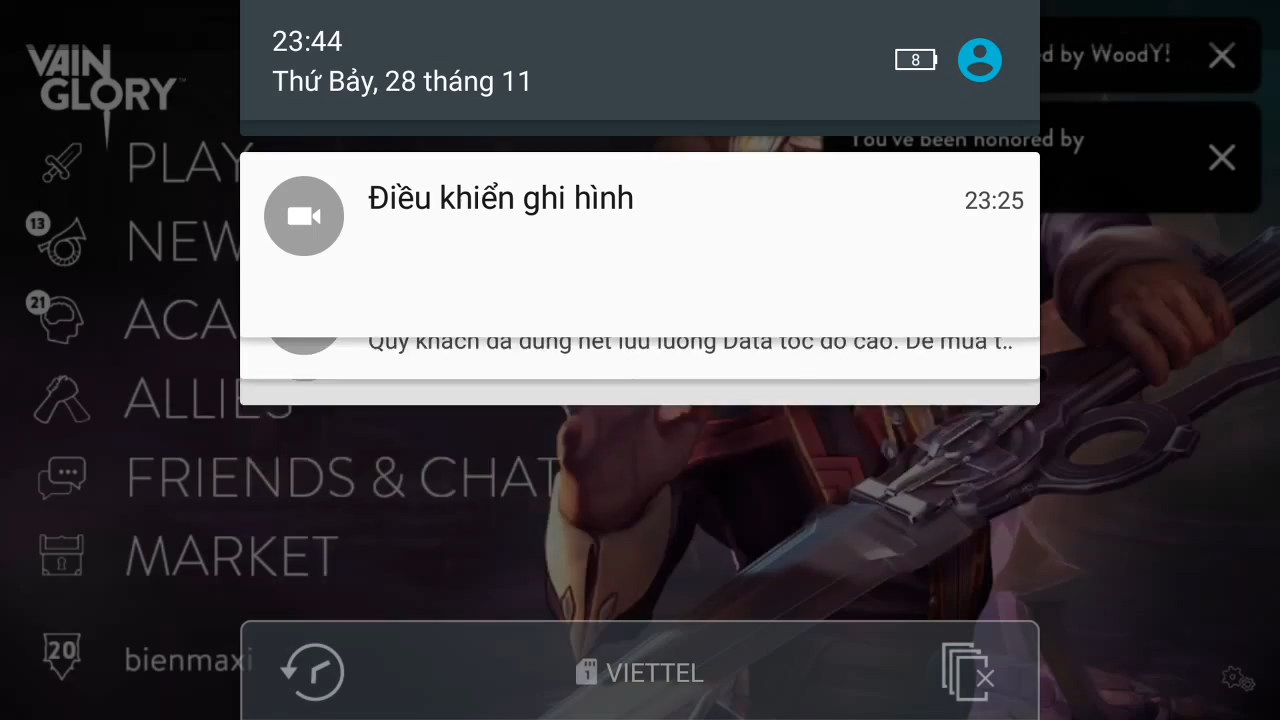 23:44
Thứ Bảy, 28 tháng 11
8
by WoodY!
You've been honored by
VAIN
GLORY
PLAY
Điều khiển ghi hình
23:25
13
NEW
21
ACA
Quý khách đã dùng hết lưu lượng Data tốc độ cao. Để mua t..
ALLIES
FRIENDS & CHAT
MARKET
20
bienmaxi
1
VIETTEL